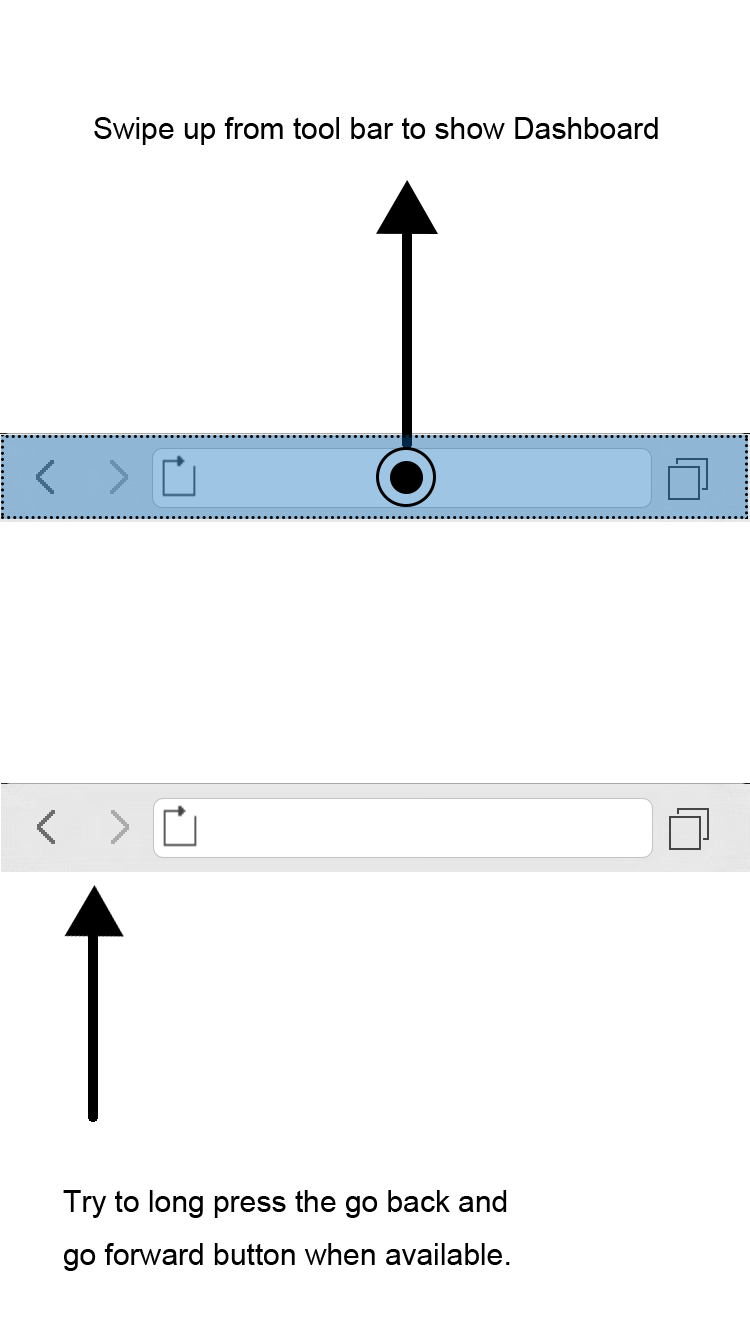 Swipe up from tool bar to show Dashboard
Try to long press the go back and
go forward button when available.